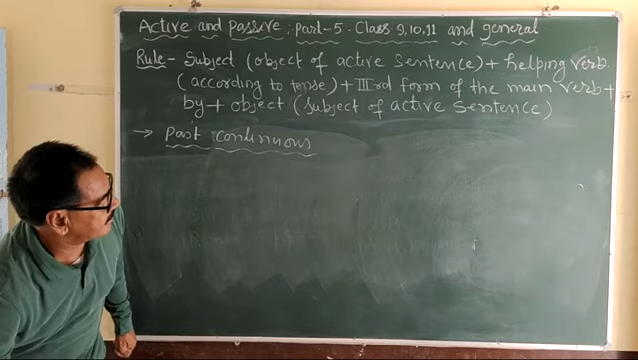 Active and Passive : Part-5. Class 9,10,11 and general
Rule - Subject (object of active sentence) + helping verb.
(according to tense) + IIIrd form of the main verb +
by + object (subject of active sentence)
→ Past continuous